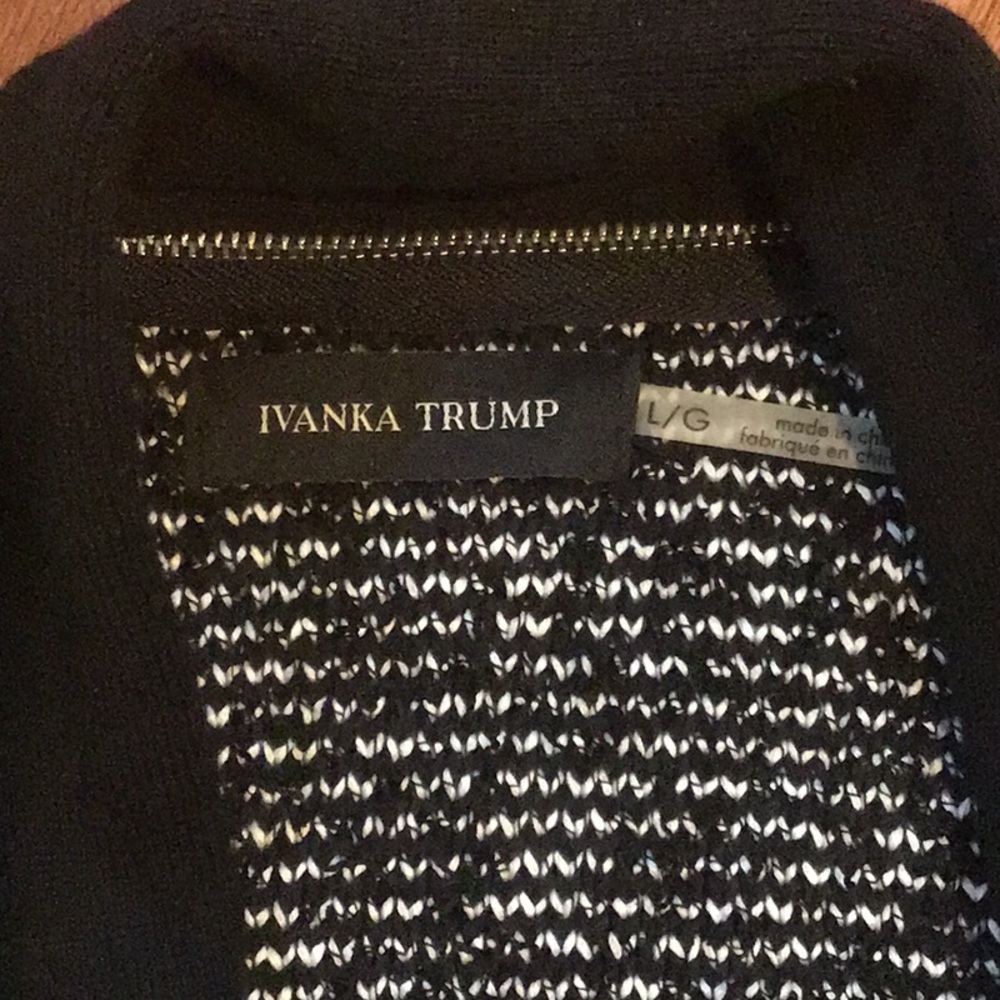 IVANKA TRUMP
L/G
made in
fabriqué en